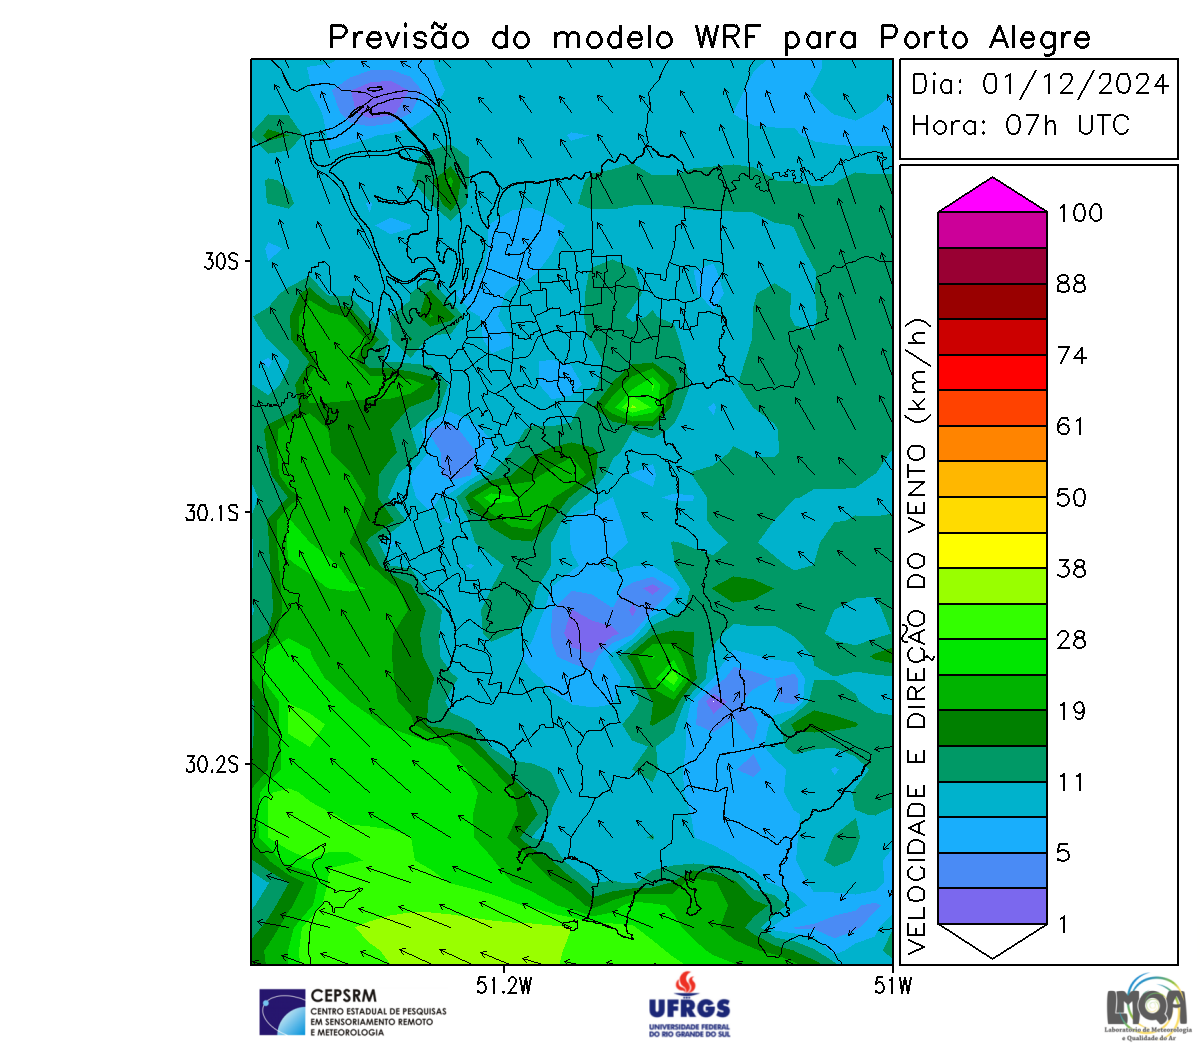 Previsão do modelo WRF para Porto Alegre
Dia: 01/12/2024
Hora: 07h UTC
30S
30.1S
30.2S
51.2W
51W
VELOCIDADE E DIREÇÃO DO VENTO (km/h)
100
88
74
61
50
38
28
19
11
5
1
CEPSRM
CENTRO ESTADUAL DE PESQUISAS
EM SENSORIAMENTO REMOTO
E METEOROLOGIA
UFRGS
UNIVERSIDADE FEDERAL
DO RIO GRANDE DO SUL
LMQA
Laboratório de Meteorologia
e Qualidade do Ar